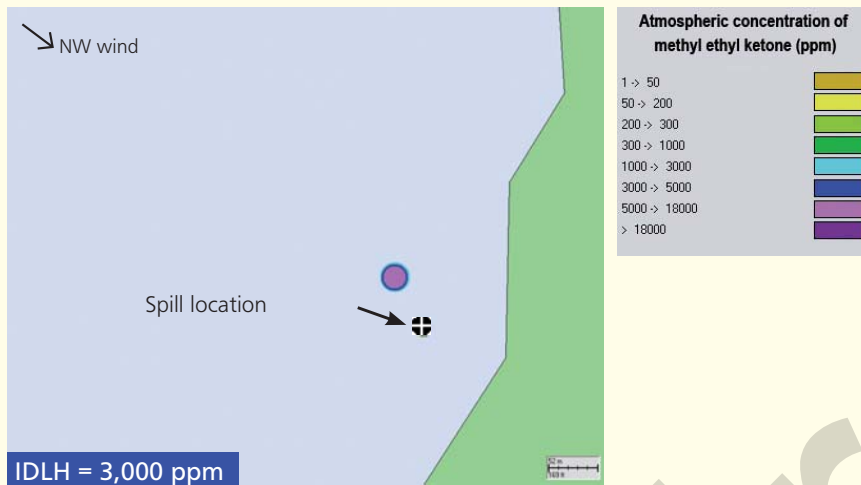 NW wind
Spill location
IDLH = 3,000 ppm
52 m
Atmospheric concentration of
methyl ethyl ketone (ppm)
1 -> 50
50 -> 200
200 -> 300
300 -> 1000
1000 -> 3000
3000 -> 5000
5000 -> 18000
> 18000